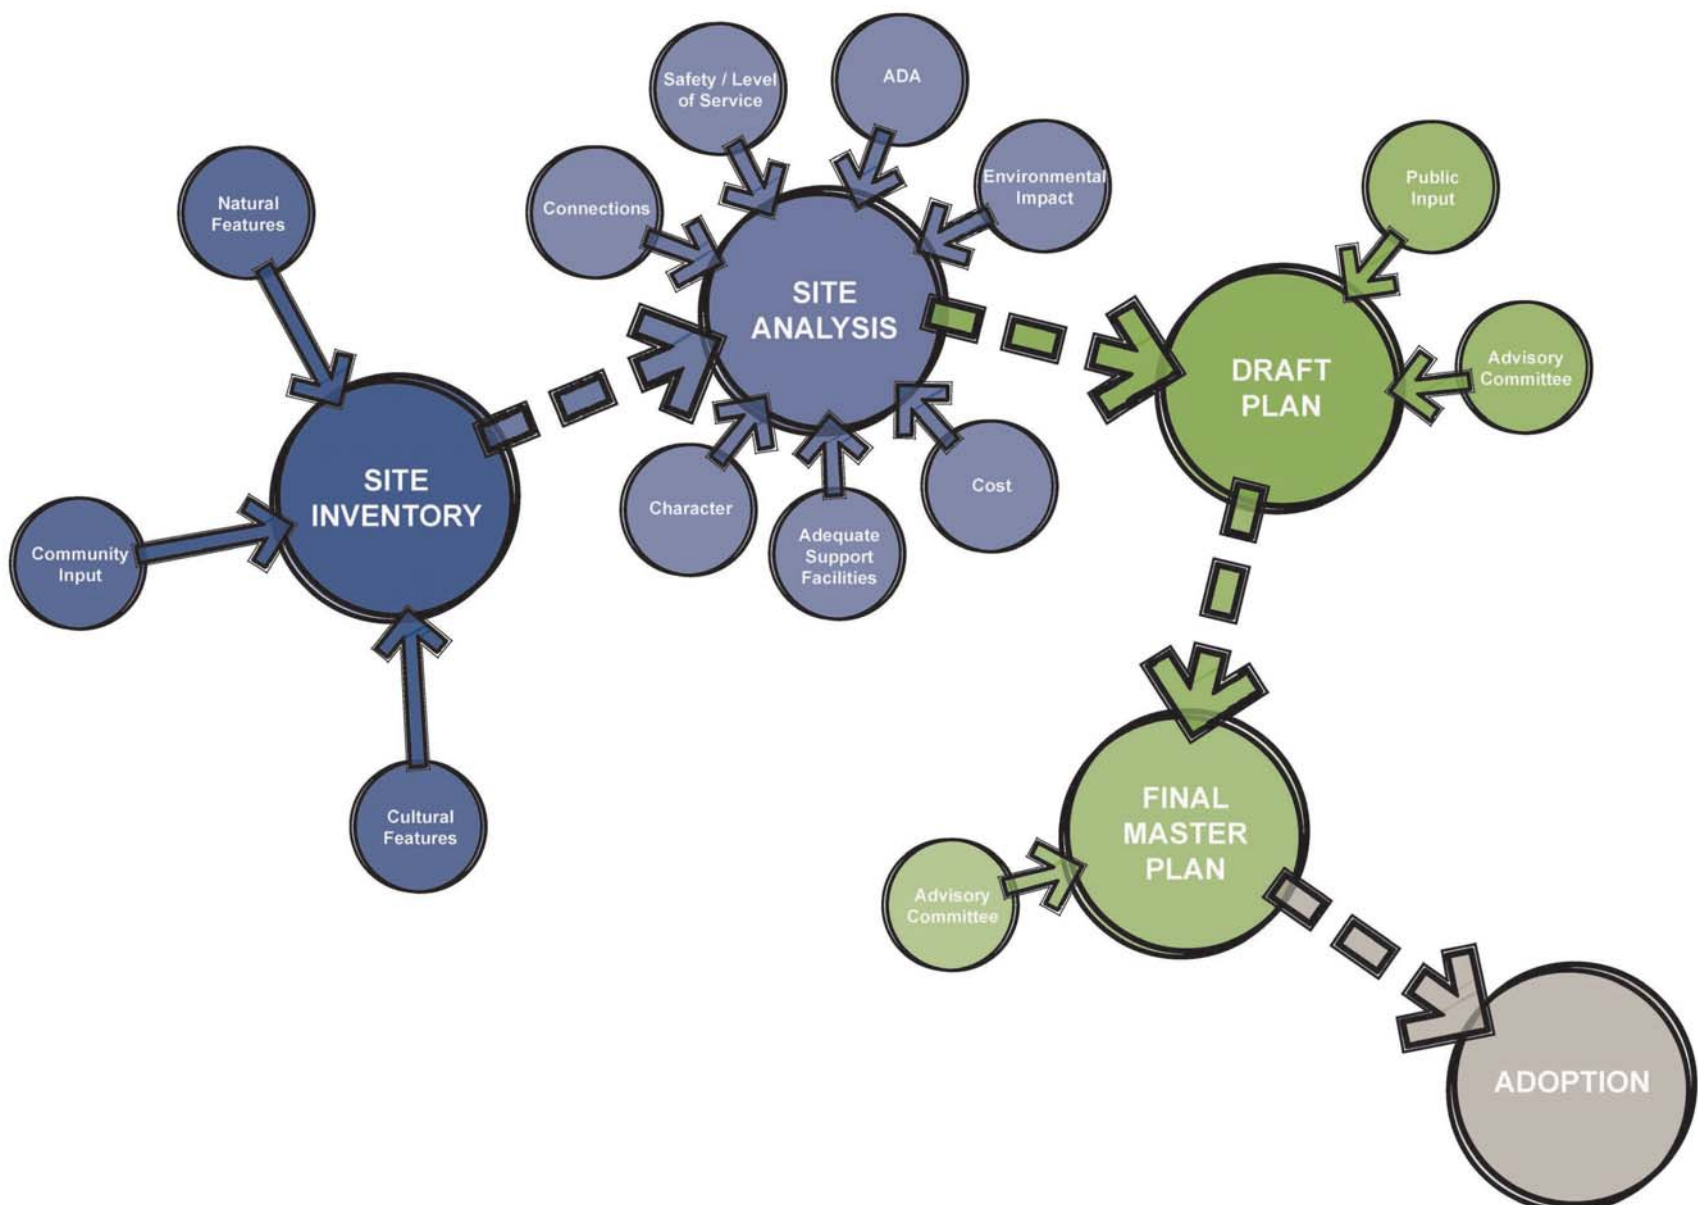 Safety / Level
of Service
ADA
Connections
Environmental
Impact
Natural
Features
Public
Input
SITE
ANALYSIS
DRAFT
PLAN
Advisory
Committee
SITE
INVENTORY
Community
Input
Character
Adequate
Support
Facilities
Cost
Cultural
Features
FINAL
MASTER
PLAN
Advisory
Committee
ADOPTION